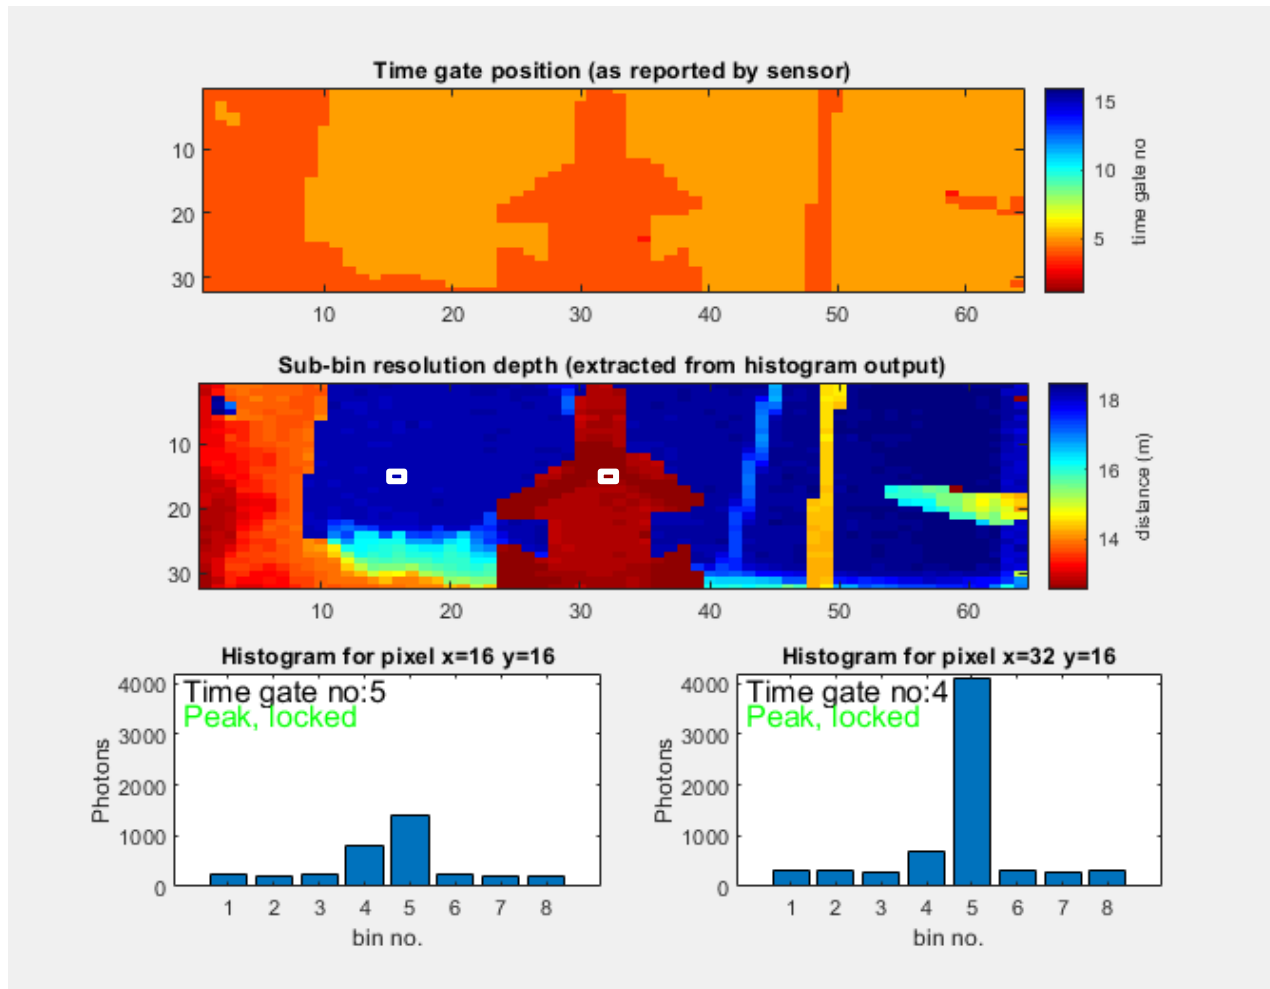 Time gate position (as reported by sensor)
10
20
30
10 20 30 40 50 60
15
10
5
time gate no
Sub-bin resolution depth (extracted from histogram output)
10
20
30
10 20 30 40 50 60
18
16
14
distance (m)
Histogram for pixel x=16 y=16
Time gate no:5
Peak, locked
4000
3000
2000
1000
0
Photons
1 2 3 4 5 6 7 8
bin no.
Histogram for pixel x=32 y=16
Time gate no:4
Peak, locked
4000
3000
2000
1000
0
Photons
1 2 3 4 5 6 7 8
bin no.